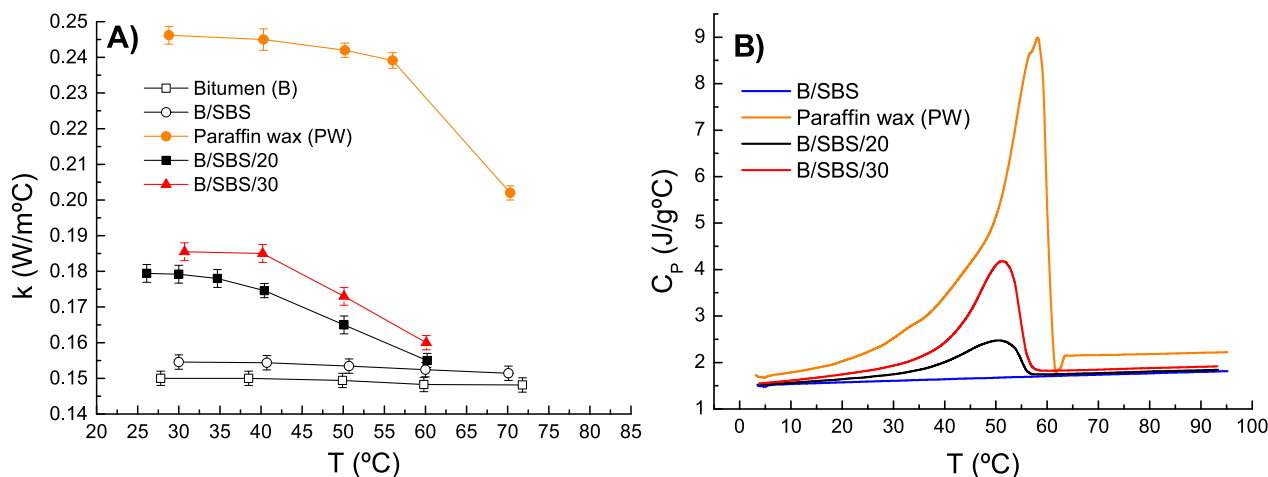 A)
0.25
0.24
0.23
0.22
0.21
0.20
0.19
0.18
0.17
0.16
0.15
0.14
k (W/mºC)
Bitumen (B)
B/SBS
Paraffin wax (PW)
B/SBS/20
B/SBS/30
20 25 30 35 40 45 50 55 60 65 70 75 80 85
T (ºC)
B)
9
8
7
6
5
4
3
2
1
C_P (J/gºC)
B/SBS
Paraffin wax (PW)
B/SBS/20
B/SBS/30
0 10 20 30 40 50 60 70 80 90 100
T (ºC)